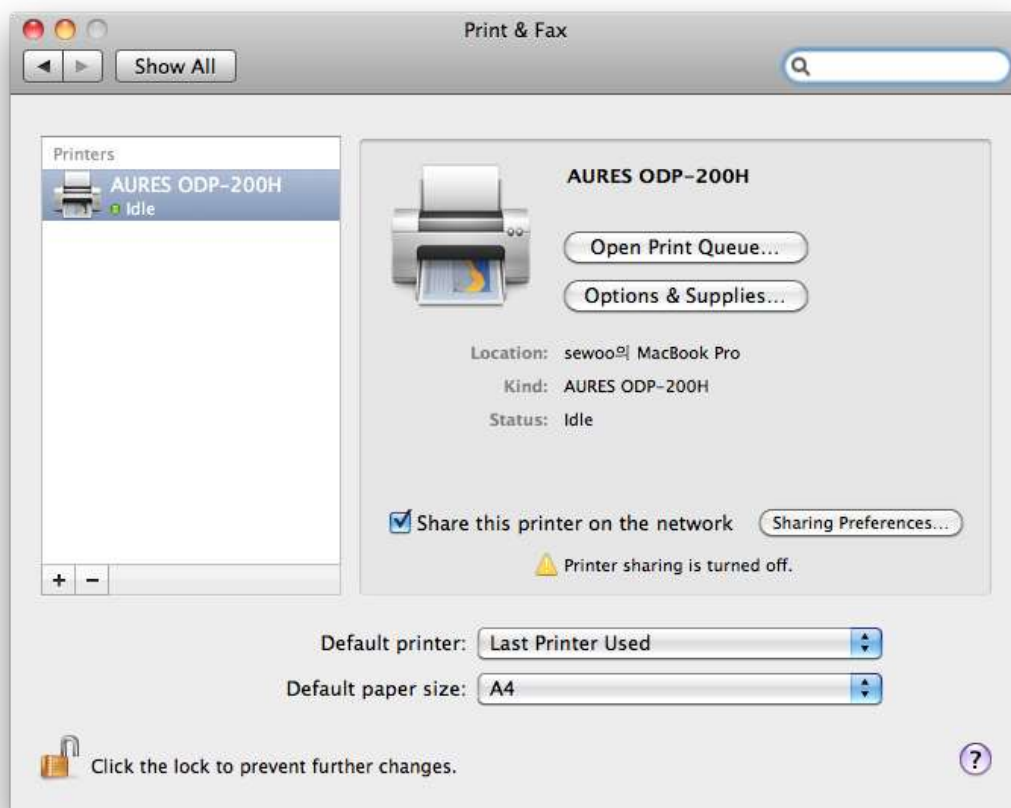 Print & Fax
Show All
Printers
AURES ODP-200H
Idle
AURES ODP-200H
Open Print Queue...
Options & Supplies...
Location: sewoo의 MacBook Pro
Kind: AURES ODP-200H
Status: Idle
Share this printer on the network
Sharing Preferences...
Printer sharing is turned off.
+ −
Default printer: Last Printer Used
Default paper size: A4
Click the lock to prevent further changes.
?